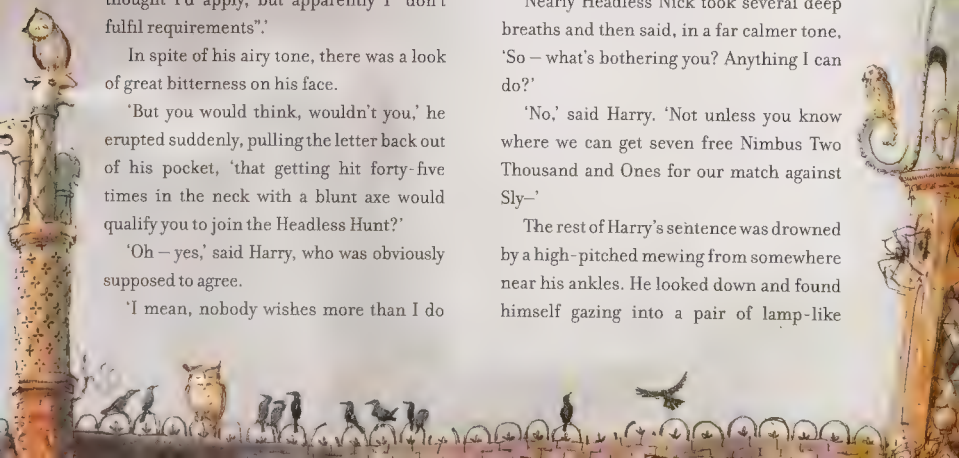 thought I'd apply, but apparently I "don't
fulfil requirements".'
In spite of his airy tone, there was a look
of great bitterness on his face.
'But you would think, wouldn't you,' he
erupted suddenly, pulling the letter back out
of his pocket, 'that getting hit forty-five
times in the neck with a blunt axe would
qualify you to join the Headless Hunt?'
'Oh – yes,' said Harry, who was obviously
supposed to agree.
'I mean, nobody wishes more than I do
Nearly Headless Nick took several deep
breaths and then said, in a far calmer tone,
'So – what's bothering you? Anything I can
do?'
'No,' said Harry. 'Not unless you know
where we can get seven free Nimbus Two
Thousand and Ones for our match against
Sly–'
The rest of Harry's sentence was drowned
by a high-pitched mewing from somewhere
near his ankles. He looked down and found
himself gazing into a pair of lamp-like